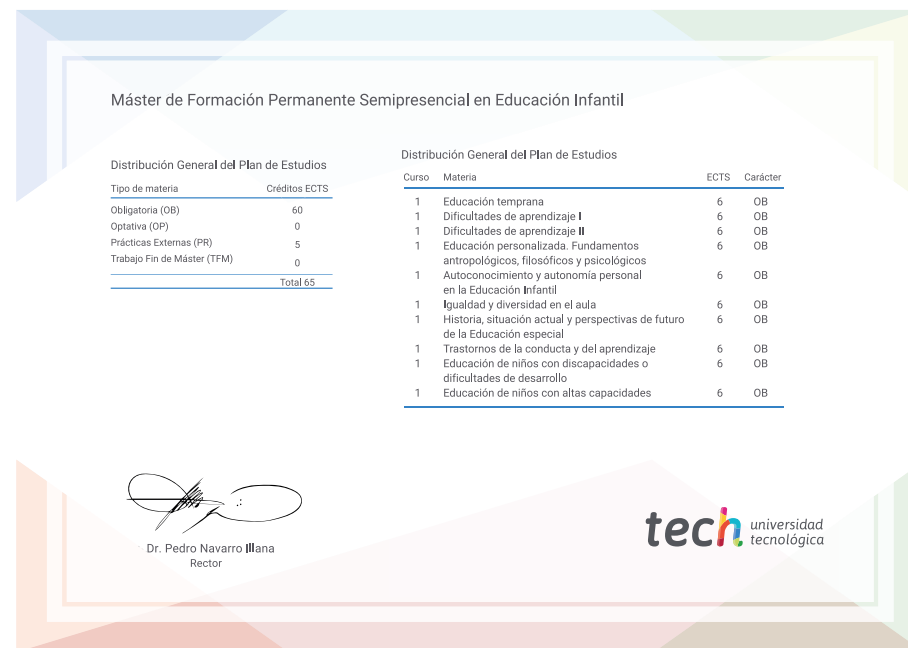 Máster de Formación Permanente Semipresencial en Educación Infantil
Distribución General del Plan de Estudios
Tipo de materia Créditos ECTS
Obligatoria (OB) 60
Optativa (OP) 0
Prácticas Externas (PR) 5
Trabajo Fin de Máster (TFM) 0
Total 65
Distribución General del Plan de Estudios
Curso Materia ECTS Carácter
1 Educación temprana 6 OB
1 Dificultades de aprendizaje I 6 OB
1 Dificultades de aprendizaje II 6 OB
1 Educación personalizada. Fundamentos 6 OB
antropológicos, filosóficos y psicológicos
1 Autoconocimiento y autonomía personal 6 OB
en la Educación Infantil
1 Igualdad y diversidad en el aula 6 OB
1 Historia, situación actual y perspectivas de futuro 6 OB
de la Educación especial
1 Trastornos de la conducta y del aprendizaje 6 OB
1 Educación de niños con discapacidades o 6 OB
dificultades de desarrollo
1 Educación de niños con altas capacidades 6 OB
Dr. Pedro Navarro Illana
Rector
tech universidad
tecnológica